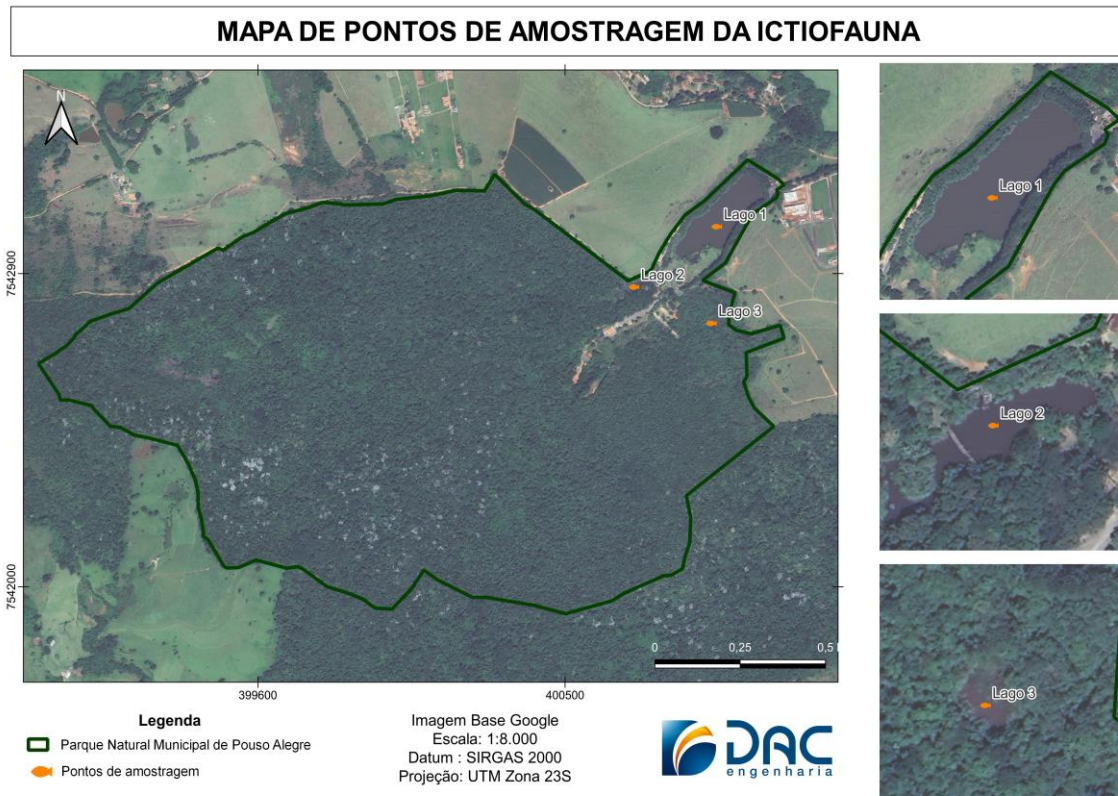 MAPA DE PONTOS DE AMOSTRAGEM DA ICTIOFAUNA
N
Lago 1
Lago 2
Lago 3
7542900
7542000
0 0,25 0,5
399600 400500
Lago 1
Lago 2
Lago 3
Legenda
Parque Natural Municipal de Pouso Alegre
Pontos de amostragem
Imagem Base Google
Escala: 1:8.000
Datum : SIRGAS 2000
Projeção: UTM Zona 23S
DAC
engenharia